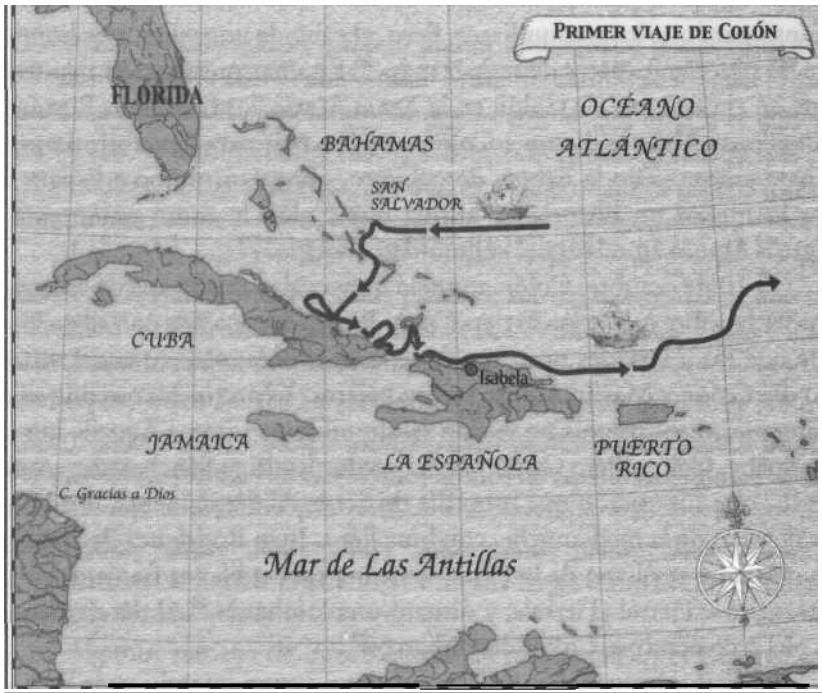 PRIMER VIAJE DE COLÓN
FLÓRIDA
OCÉANO
ATLÁNTICO
BAHAMAS
SAN
SALVADOR
CUBA
Isabela
JAMAICA
LA ESPAÑOLA
PUERTO
RICO
C. Gracias a Dios
Mar de Las Antillas